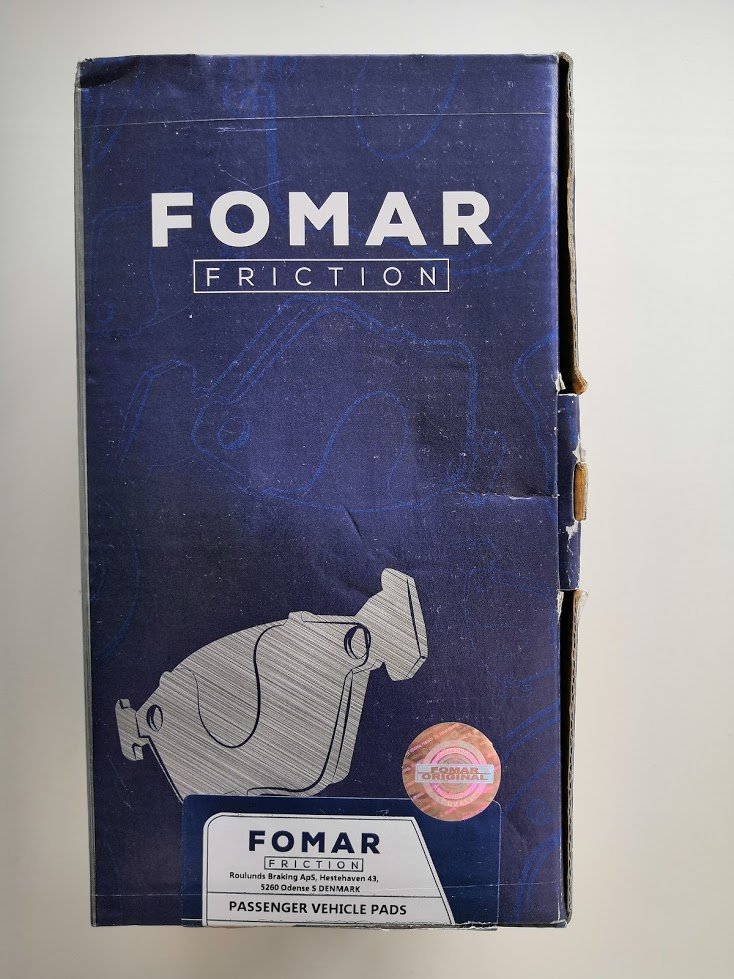 FOMAR
FRICTION
FOMAR
ORIGINAL
FOMAR
FRICTION
Roulunds Braking ApS, Hestehaven 43,
5260 Odense S DENMARK
PASSENGER VEHICLE PADS